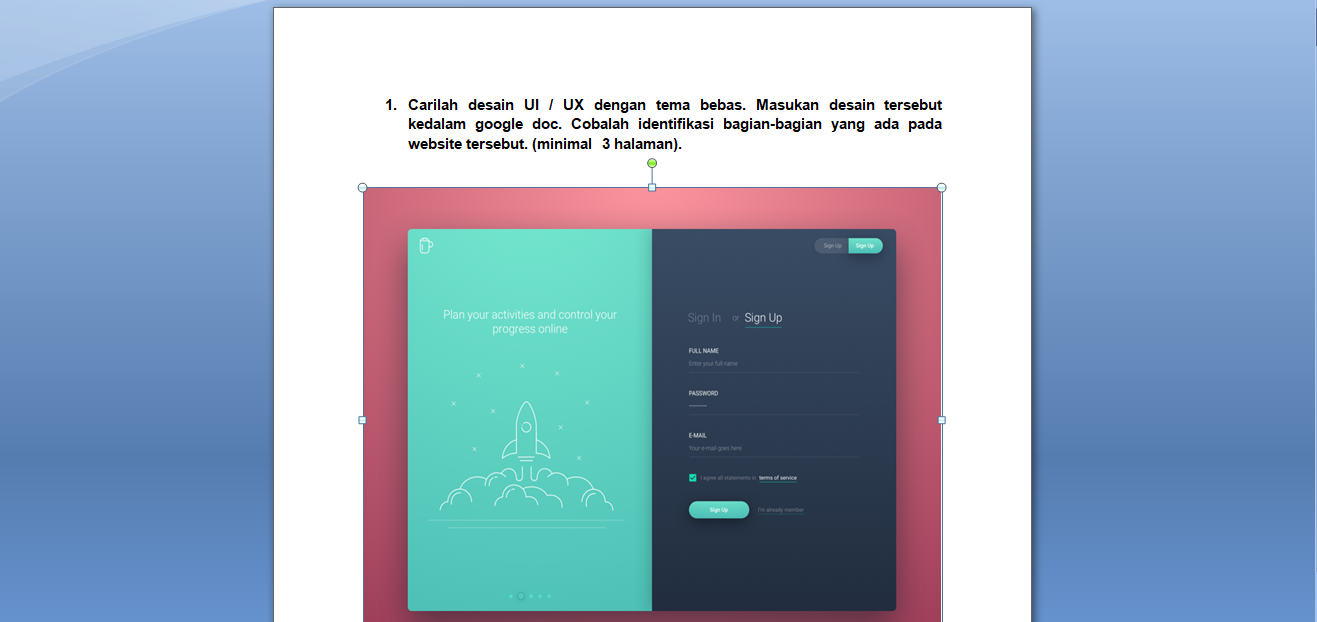 1. Carilah desain UI / UX dengan tema bebas. Masukan desain tersebut
kedalam google doc. Cobalah identifikasi bagian-bagian yang ada pada
website tersebut. (minimal 3 halaman).
Sign Up Sign Up
Plan your activities and control your
progress online
Sign In or Sign Up
FULL NAME
Enter your full name
PASSWORD
E-MAIL
Your e-mail goes here
I agree all statements in terms of service
Sign Up I'm already member